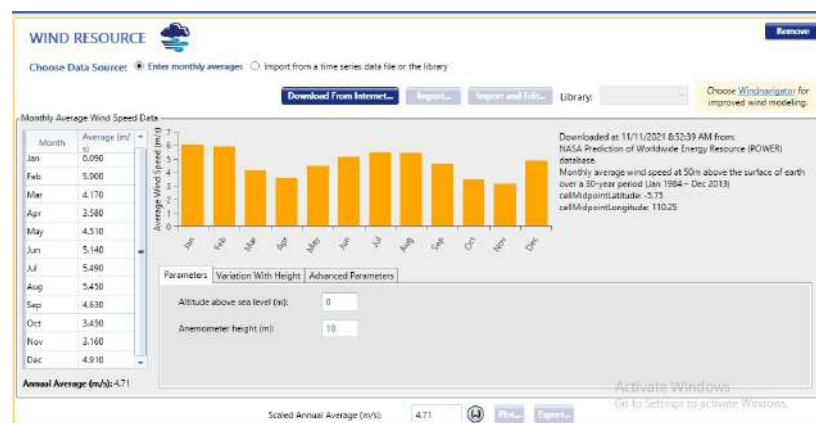 WIND RESOURCE
Remove
Choose Data Source: Enter monthly averages Import from a time series data file or the library
Download From Internet... Import... Import and Edit... Library:
Choose Windnavigator for
improved wind modeling.
Monthly Average Wind Speed Data
Month Average (m/s)
Jan 6.090
Feb 5.900
Mar 4.170
Apr 3.580
May 4.510
Jun 5.140
Jul 5.490
Aug 5.450
Sep 4.630
Oct 3.450
Nov 3.160
Dec 4.910
Annual Average (m/s): 4.71
Average Wind Speed (m/s)
7
6
5
4
3
2
1
0
Jan Feb Mar Apr May Jun Jul Aug Sep Oct Nov Dec
Downloaded at 11/11/2021 8:52:39 AM from:
NASA Prediction of Worldwide Energy Resource (POWER)
database.
Monthly average wind speed at 50m above the surface of earth
over a 30-year period (Jan 1984 – Dec 2013)
cellMidpointLatitude: -5.75
cellMidpointLongitude: 110.25
Parameters Variation With Height Advanced Parameters
Altitude above sea level (m): 0
Anemometer height (m): 10
Activate Windows
Go to Settings to activate Windows.
Scaled Annual Average (m/s): 4.71 Plot... Export...